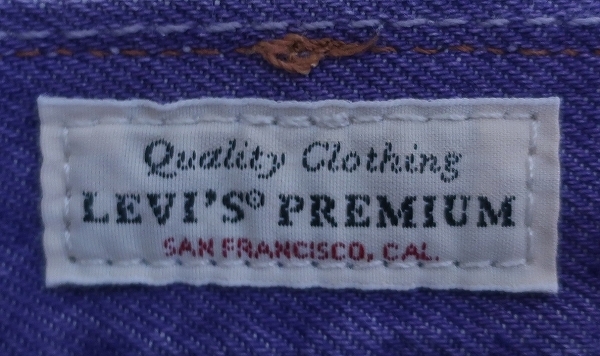 Quality Clothing
LEVI'S® PREMIUM
SAN FRANCISCO, CAL.